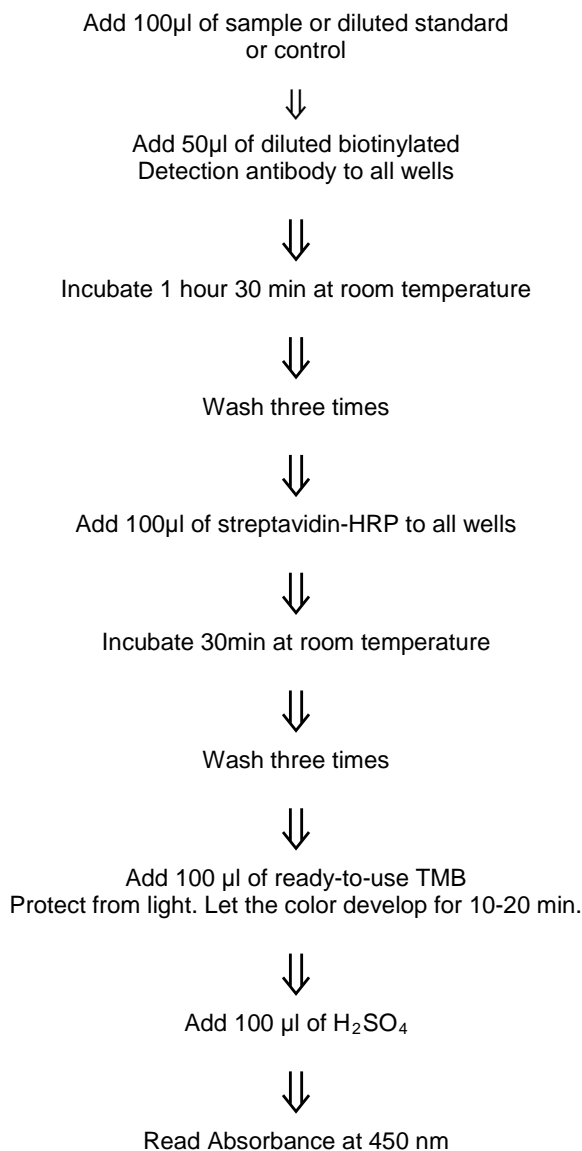 Add 100µl of sample or diluted standard
or control
⇓
Add 50µl of diluted biotinylated
Detection antibody to all wells
⇓
Incubate 1 hour 30 min at room temperature
⇓
Wash three times
⇓
Add 100µl of streptavidin-HRP to all wells
⇓
Incubate 30min at room temperature
⇓
Wash three times
⇓
Add 100 µl of ready-to-use TMB
Protect from light. Let the color develop for 10-20 min.
⇓
Add 100 µl of H₂SO₄
⇓
Read Absorbance at 450 nm